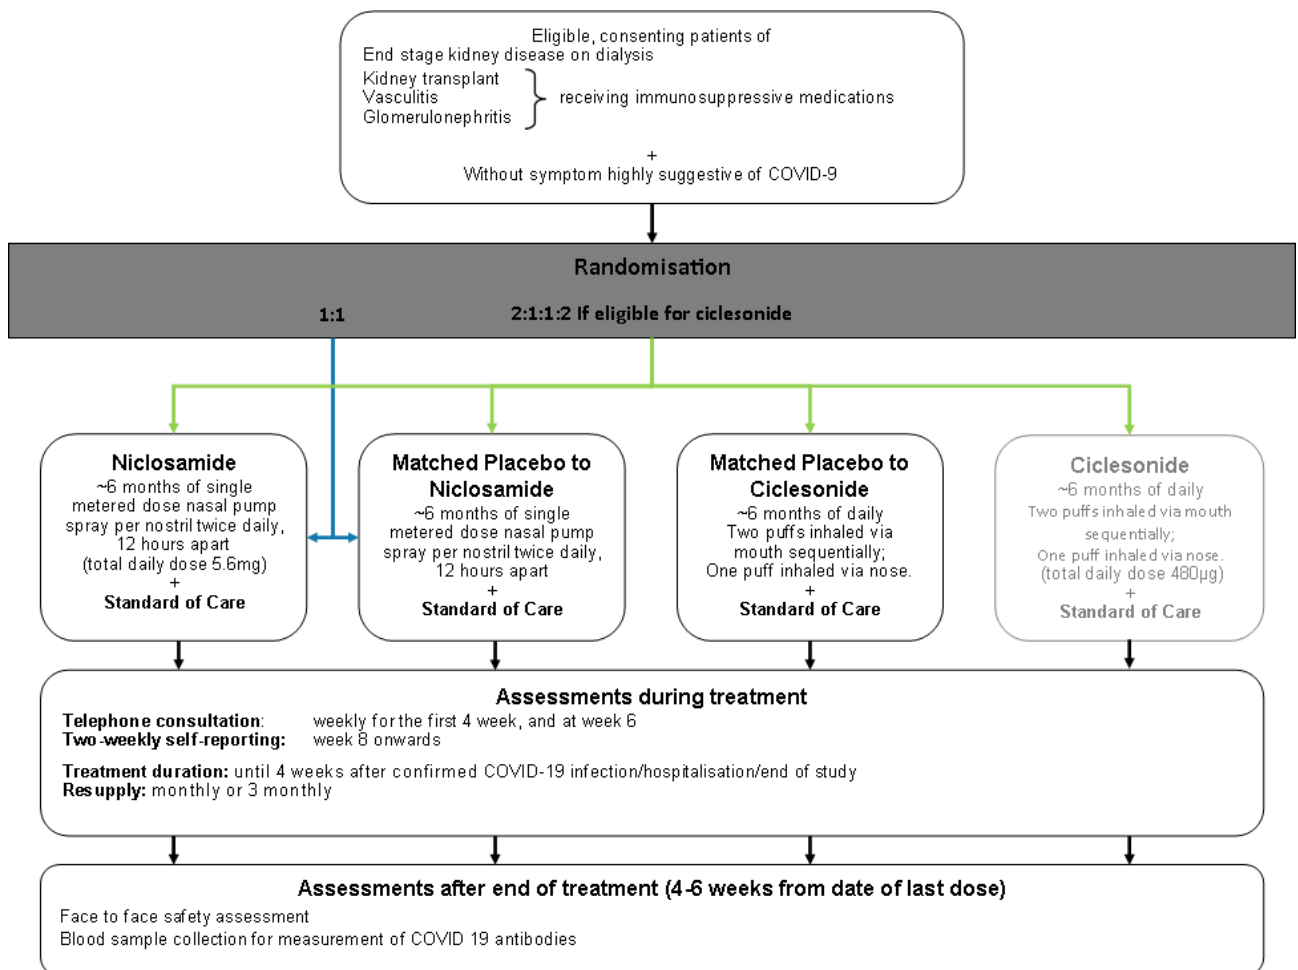 Eligible, consenting patients of
End stage kidney disease on dialysis
Kidney transplant
Vasculitis
Glomerulonephritis
receiving immunosuppressive medications
+
Without symptom highly suggestive of COVID-9
Randomisation
1:1
2:1:1:2 If eligible for ciclesonide
Niclosamide
~6 months of single
metered dose nasal pump
spray per nostril twice daily,
12 hours apart
(total daily dose 5.6mg)
+
Standard of Care
Matched Placebo to
Niclosamide
~6 months of single
metered dose nasal pump
spray per nostril twice daily,
12 hours apart
+
Standard of Care
Matched Placebo to
Ciclesonide
~6 months of daily
Two puffs inhaled via
mouth sequentially;
One puff inhaled via nose.
+
Standard of Care
Ciclesonide
~6 months of daily
Two puffs inhaled via mouth
sequentially;
One puff inhaled via nose.
(total daily dose 480µg)
+
Standard of Care
Assessments during treatment
Telephone consultation: weekly for the first 4 week, and at week 6
Two-weekly self-reporting: week 8 onwards
Treatment duration: until 4 weeks after confirmed COVID-19 infection/hospitalisation/end of study
Resupply: monthly or 3 monthly
Assessments after end of treatment (4-6 weeks from date of last dose)
Face to face safety assessment
Blood sample collection for measurement of COVID 19 antibodies